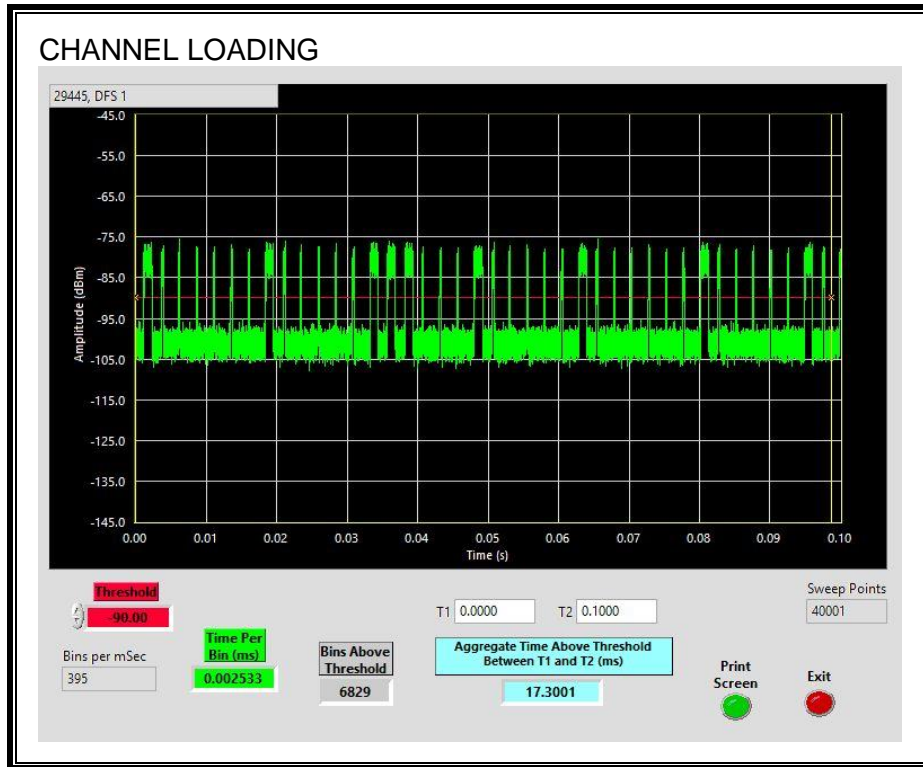 CHANNEL LOADING
29445, DFS 1
-45.0
-55.0
-65.0
-75.0
-85.0
-95.0
-105.0
-115.0
-125.0
-135.0
-145.0
Amplitude (dBm)
0.00 0.01 0.02 0.03 0.04 0.05 0.06 0.07 0.08 0.09 0.10
Time (s)
Threshold
-90.00
Bins per mSec
395
Time Per
Bin (ms)
0.002533
Bins Above
Threshold
6829
T1 0.0000 T2 0.1000
Aggregate Time Above Threshold
Between T1 and T2 (ms)
17.3001
Sweep Points
40001
Print
Screen
Exit